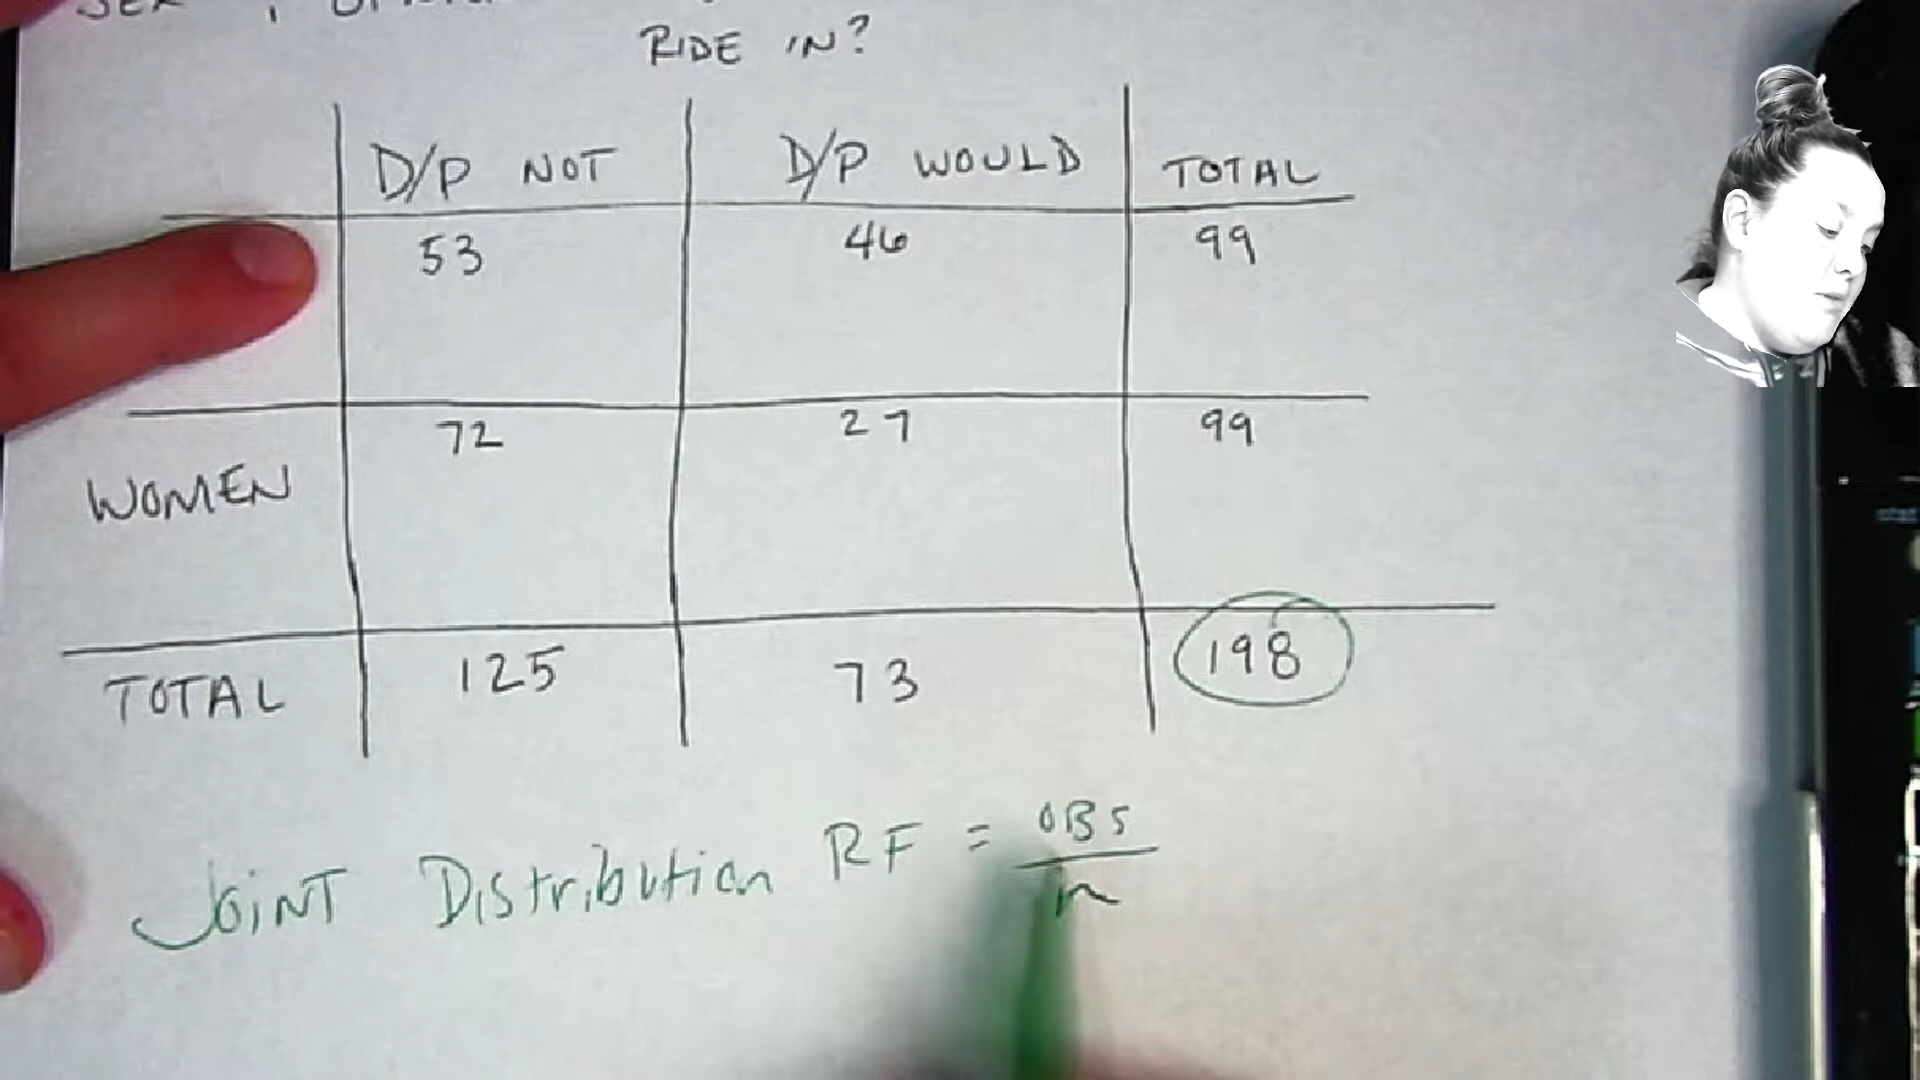 RIDE IN?
D/P NOT D/P WOULD TOTAL
53 46 99
72 27 99
WOMEN
TOTAL 125 73 198
JOINT Distribution RF = OBS
n